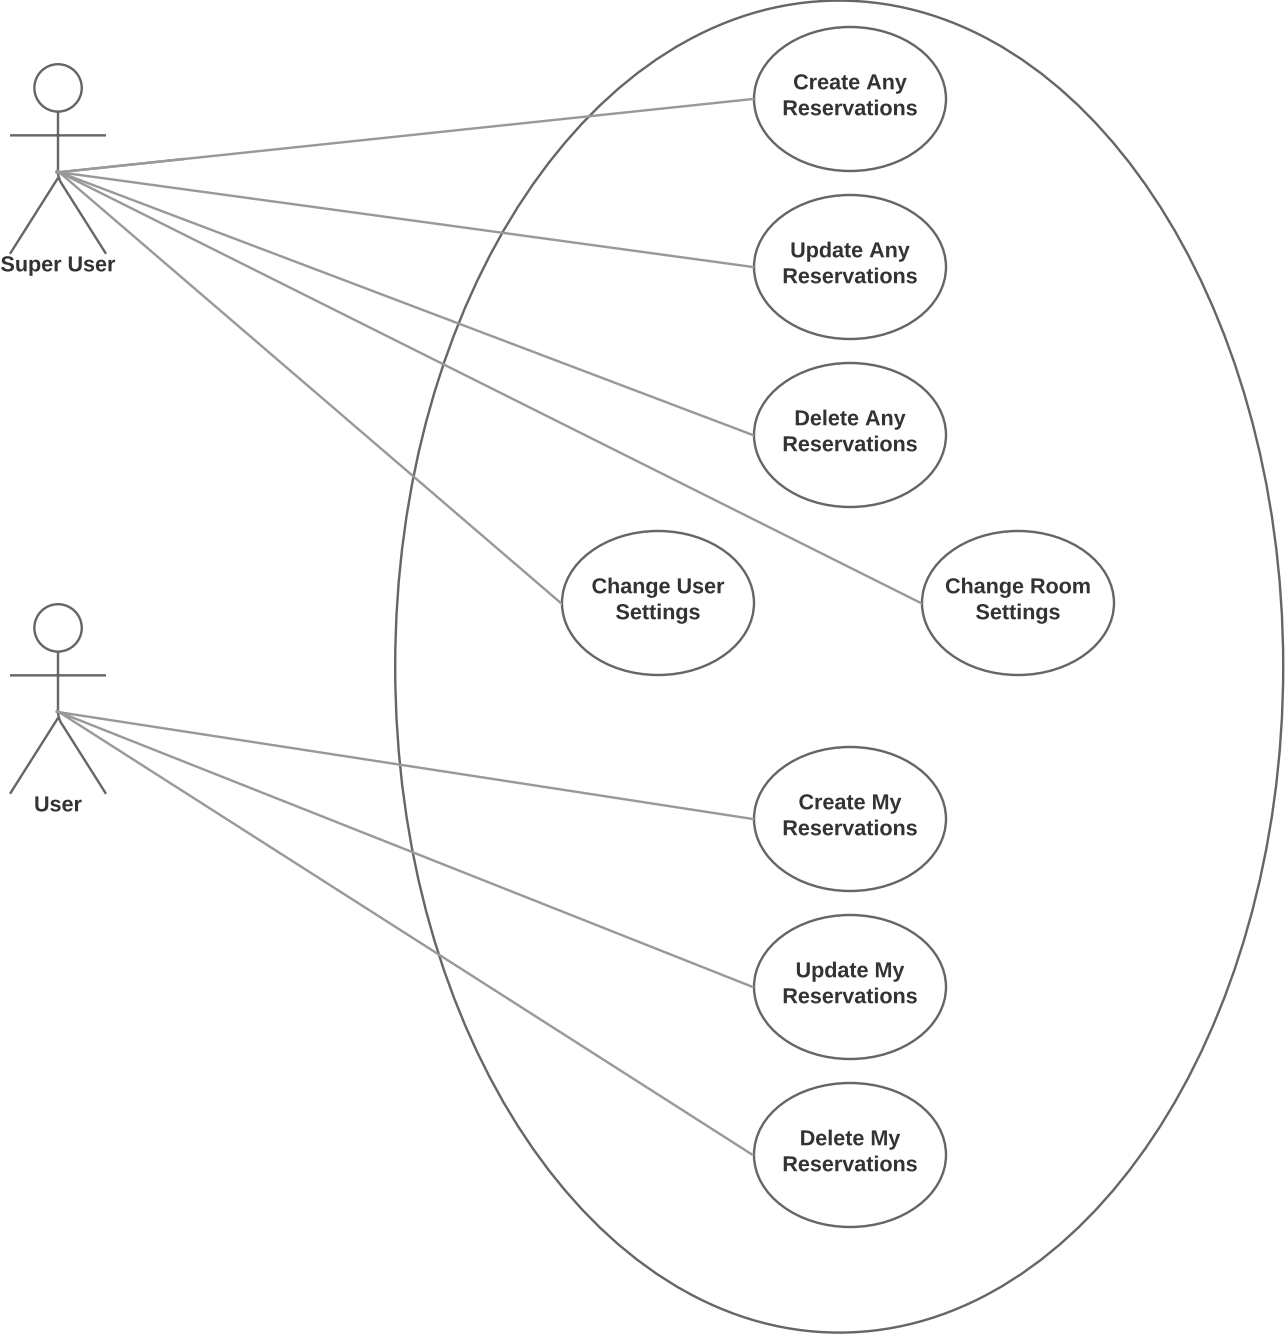 Create Any
Reservations
Update Any
Reservations
Super User
Delete Any
Reservations
Change User
Settings
Change Room
Settings
User
Create My
Reservations
Update My
Reservations
Delete My
Reservations